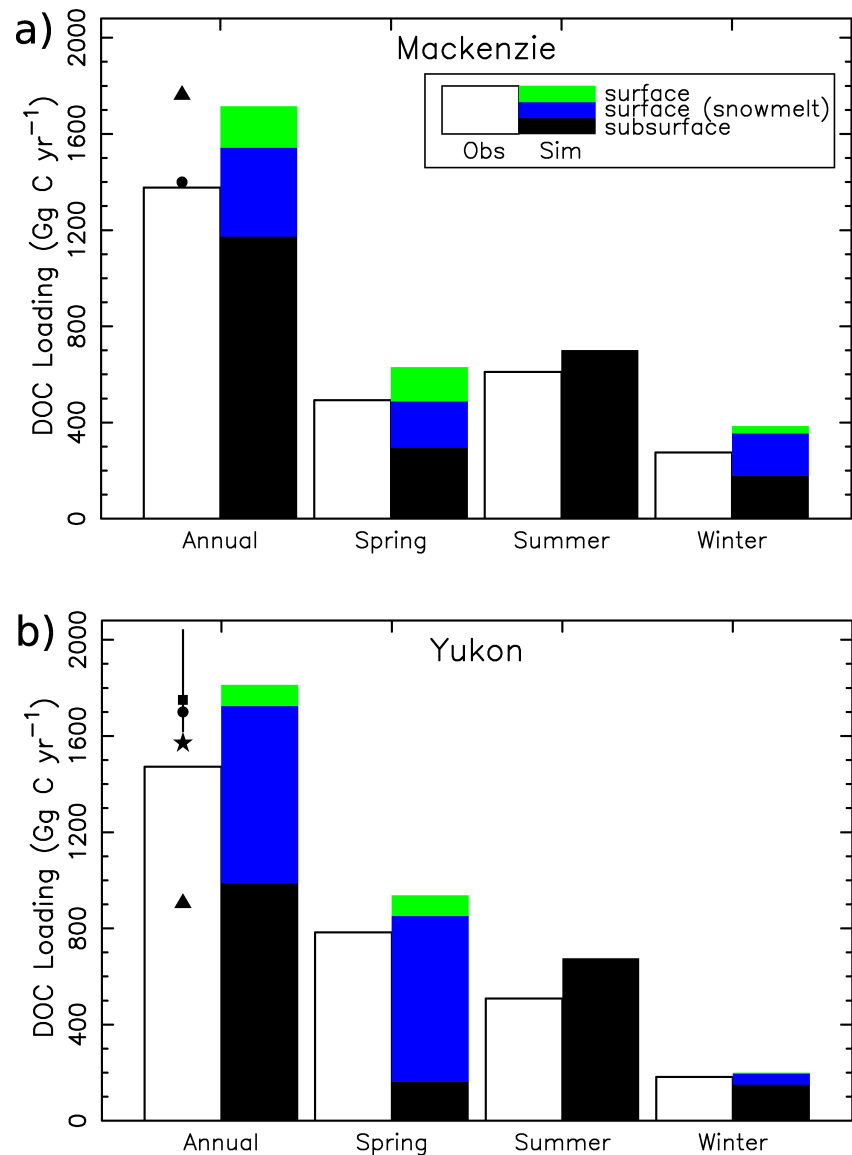 a)
Mackenzie
surface
surface (snowmelt)
subsurface
Obs Sim
DOC Loading (Gg C yr⁻¹)
2000
1600
1200
800
400
0
Annual Spring Summer Winter
b)
Yukon
DOC Loading (Gg C yr⁻¹)
2000
1600
1200
800
400
0
Annual Spring Summer Winter